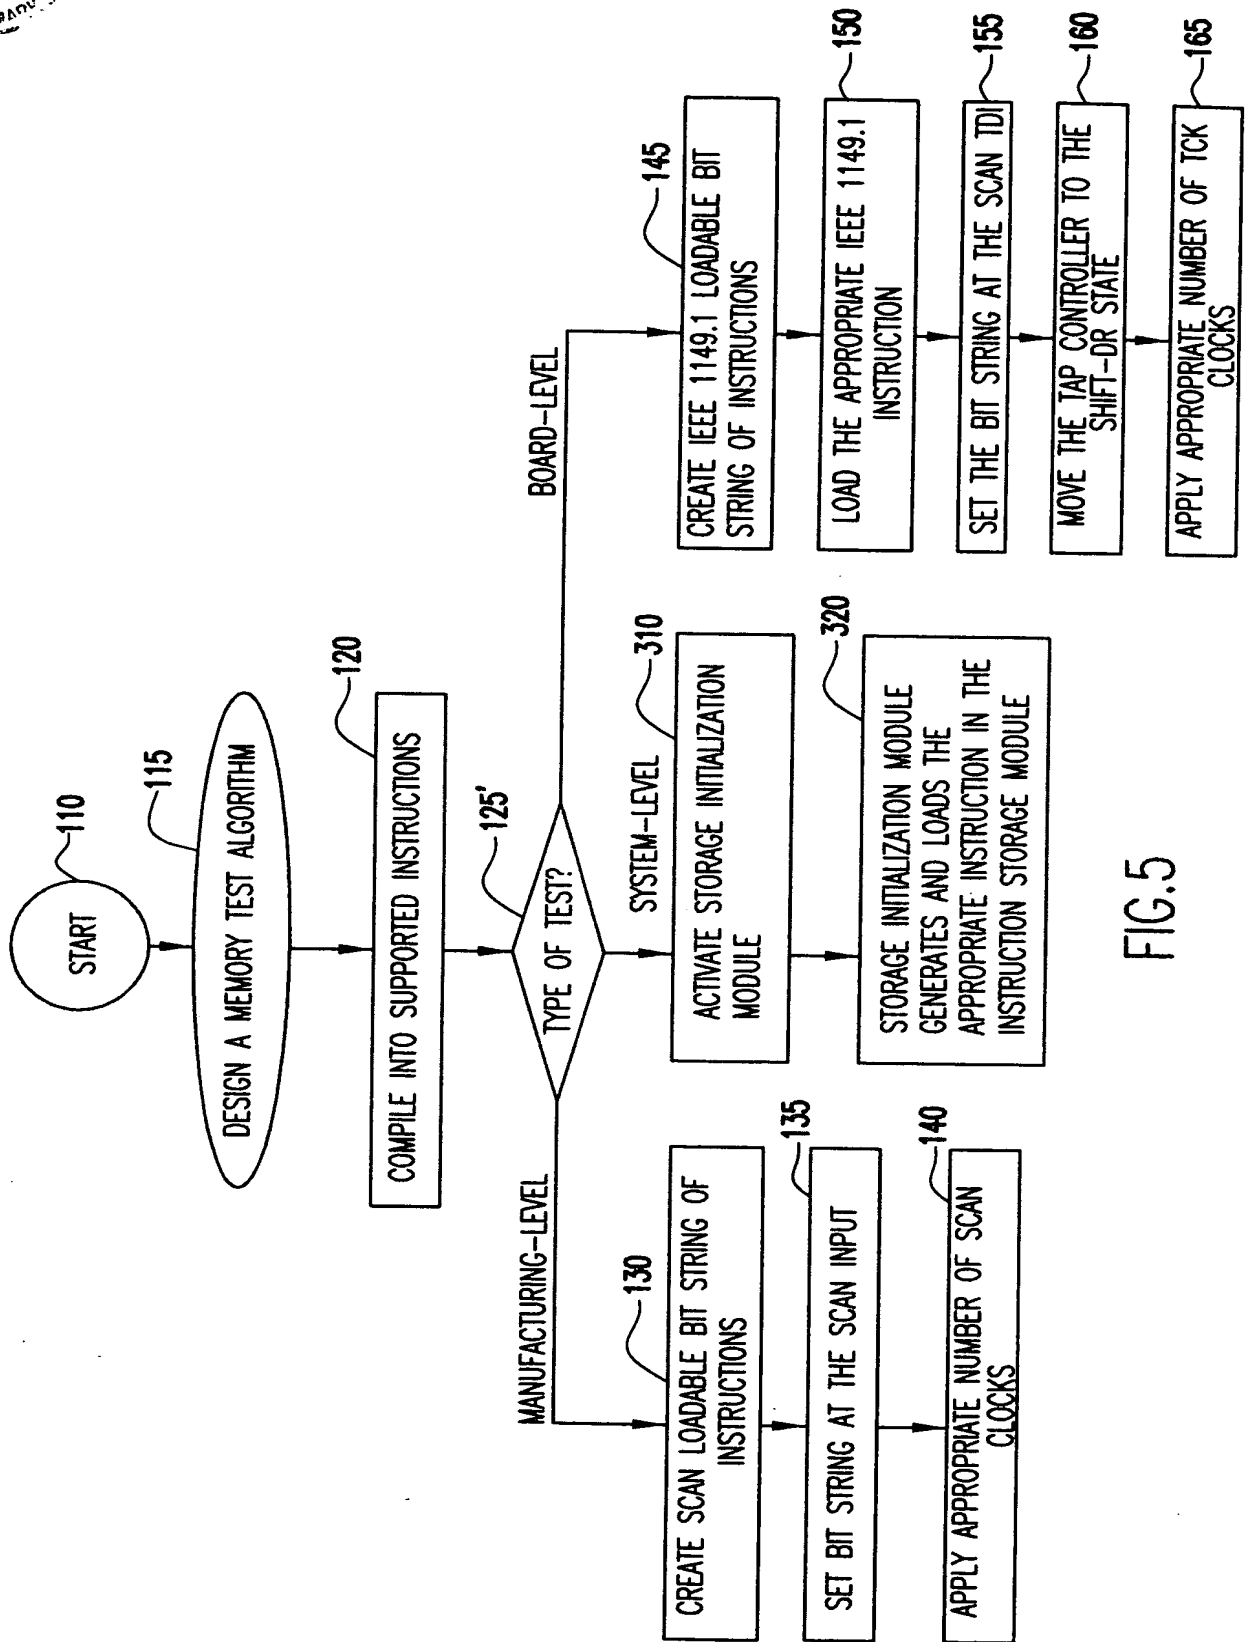 START
110
DESIGN A MEMORY TEST ALGORITHM
115
COMPILE INTO SUPPORTED INSTRUCTIONS
120
TYPE OF TEST?
125'
MANUFACTURING-LEVEL
SYSTEM-LEVEL
BOARD-LEVEL
CREATE SCAN LOADABLE BIT STRING OF
INSTRUCTIONS
130
SET BIT STRING AT THE SCAN INPUT
135
APPLY APPROPRIATE NUMBER OF SCAN
CLOCKS
140
ACTIVATE STORAGE INITIALIZATION
MODULE
310
STORAGE INITIALIZATION MODULE
GENERATES AND LOADS THE
APPROPRIATE INSTRUCTION IN THE
INSTRUCTION STORAGE MODULE
320
CREATE IEEE 1149.1 LOADABLE BIT
STRING OF INSTRUCTIONS
145
LOAD THE APPROPRIATE IEEE 1149.1
INSTRUCTION
150
SET THE BIT STRING AT THE SCAN TDI
155
MOVE THE TAP CONTROLLER TO THE
SHIFT-DR STATE
160
APPLY APPROPRIATE NUMBER OF TCK
CLOCKS
165
FIG.5